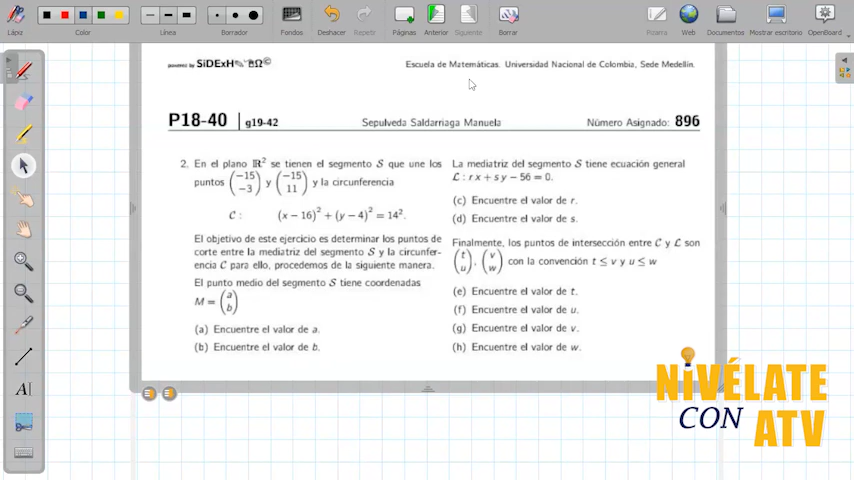 Lápiz
Color
Línea
Borrador
Fondos
Deshacer
Repetir
Páginas
Anterior
Siguiente
Borrar
Pizarra
Web
Documentos
Mostrar escritorio
OpenBoard
powered by SiDExH
Escuela de Matemáticas. Universidad Nacional de Colombia, Sede Medellín.
P18-40 | g19-42
Sepulveda Saldarriaga Manuela
Número Asignado: 896
2. En el plano ℝ² se tienen el segmento S que une los
puntos (−15 −3) y (−15 11) y la circunferencia
C : (x − 16)² + (y − 4)² = 14².
El objetivo de este ejercicio es determinar los puntos de
corte entre la mediatriz del segmento S y la circunfer-
encia C para ello, procedemos de la siguiente manera.
El punto medio del segmento S tiene coordenadas
M = (a b)
(a) Encuentre el valor de a.
(b) Encuentre el valor de b.
La mediatriz del segmento S tiene ecuación general
L : r x + s y − 56 = 0.
(c) Encuentre el valor de r.
(d) Encuentre el valor de s.
Finalmente, los puntos de intersección entre C y L son
(t u), (v w) con la convención t ≤ v y u ≤ w
(e) Encuentre el valor de t.
(f) Encuentre el valor de u.
(g) Encuentre el valor de v.
(h) Encuentre el valor de w.
NIVÉLATE
CON
ATV